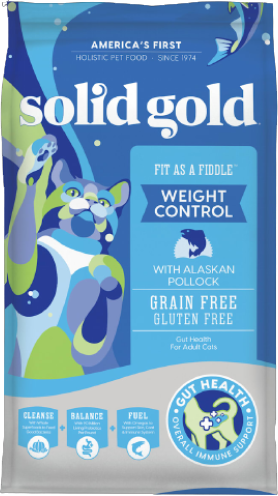 AMERICA'S FIRST
HOLISTIC PET FOOD · SINCE 1974
solid gold
FIT AS A FIDDLE™
WEIGHT
CONTROL
WITH ALASKAN
POLLOCK
GRAIN FREE
GLUTEN FREE
Gut Health
For Adult Cats
CLEANSE
+
BALANCE
+
FUEL
GUT HEALTH
OVERALL IMMUNE SUPPORT